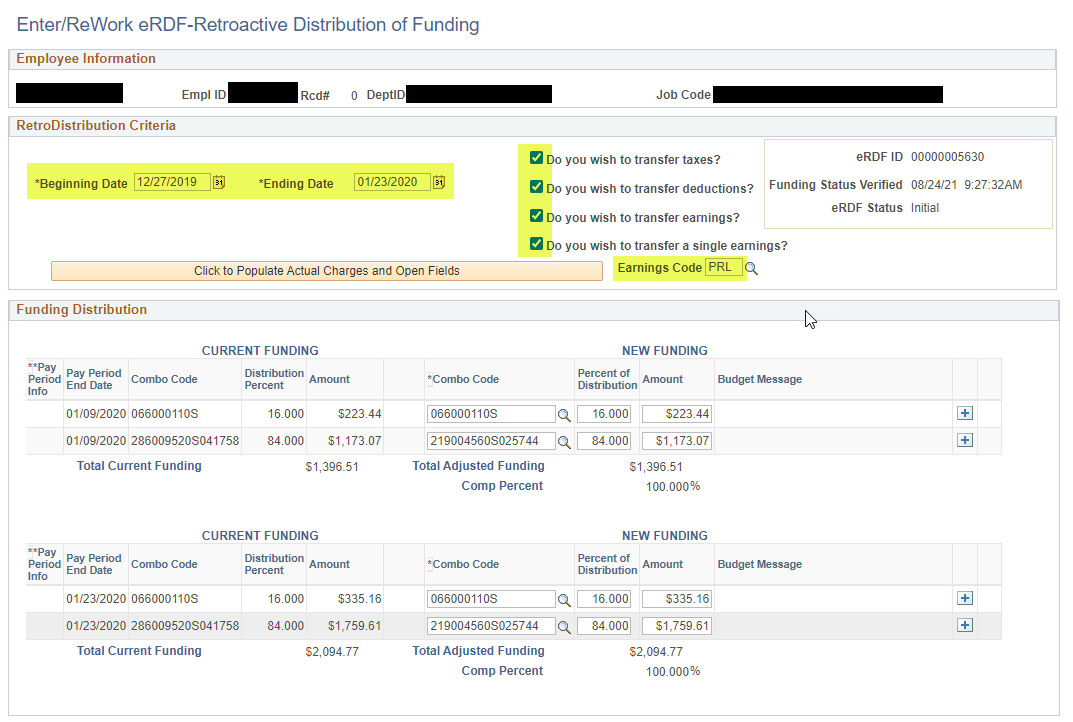 Enter/ReWork eRDF-Retroactive Distribution of Funding
Employee Information
Empl ID Rcd# 0 DeptID Job Code
RetroDistribution Criteria
*Beginning Date 12/27/2019 31 *Ending Date 01/23/2020 31
Do you wish to transfer taxes?
Do you wish to transfer deductions?
Do you wish to transfer earnings?
Do you wish to transfer a single earnings?
eRDF ID 00000005630
Funding Status Verified 08/24/21 9:27:32AM
eRDF Status Initial
Click to Populate Actual Charges and Open Fields
Earnings Code PRL
Funding Distribution
CURRENT FUNDING NEW FUNDING
**Pay Period Info Pay Period End Date Combo Code Distribution Percent Amount *Combo Code Percent of Distribution Amount Budget Message
01/09/2020 066000110S 16.000 $223.44 066000110S 16.000 $223.44
01/09/2020 286009520S041758 84.000 $1,173.07 219004560S025744 84.000 $1,173.07
Total Current Funding $1,396.51 Total Adjusted Funding $1,396.51
Comp Percent 100.000%
CURRENT FUNDING NEW FUNDING
**Pay Period Info Pay Period End Date Combo Code Distribution Percent Amount *Combo Code Percent of Distribution Amount Budget Message
01/23/2020 066000110S 16.000 $335.16 066000110S 16.000 $335.16
01/23/2020 286009520S041758 84.000 $1,759.61 219004560S025744 84.000 $1,759.61
Total Current Funding $2,094.77 Total Adjusted Funding $2,094.77
Comp Percent 100.000%